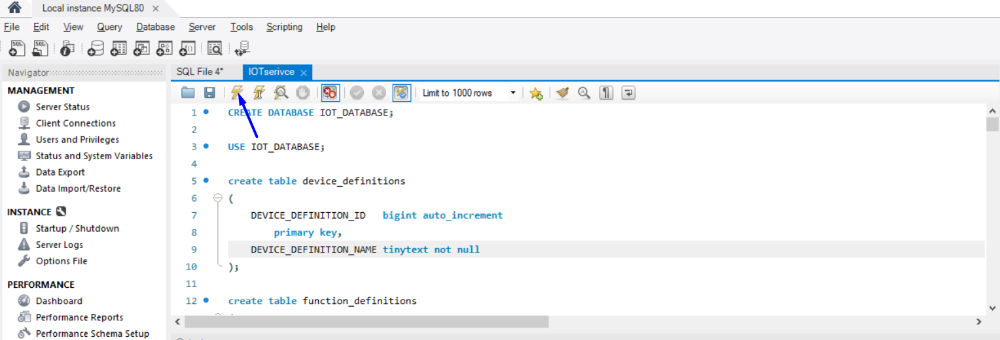 Local instance MySQL80
File Edit View Query Database Server Tools Scripting Help
SQL SQL
Navigator
MANAGEMENT
Server Status
Client Connections
Users and Privileges
Status and System Variables
Data Export
Data Import/Restore
INSTANCE
Startup / Shutdown
Server Logs
Options File
PERFORMANCE
Dashboard
Performance Reports
Performance Schema Setup
SQL File 4* IOTserivce
Limit to 1000 rows
1 CREATE DATABASE IOT_DATABASE;
2
3 USE IOT_DATABASE;
4
5 create table device_definitions
6 (
7 DEVICE_DEFINITION_ID bigint auto_increment
8 primary key,
9 DEVICE_DEFINITION_NAME tinytext not null
10 );
11
12 create table function_definitions